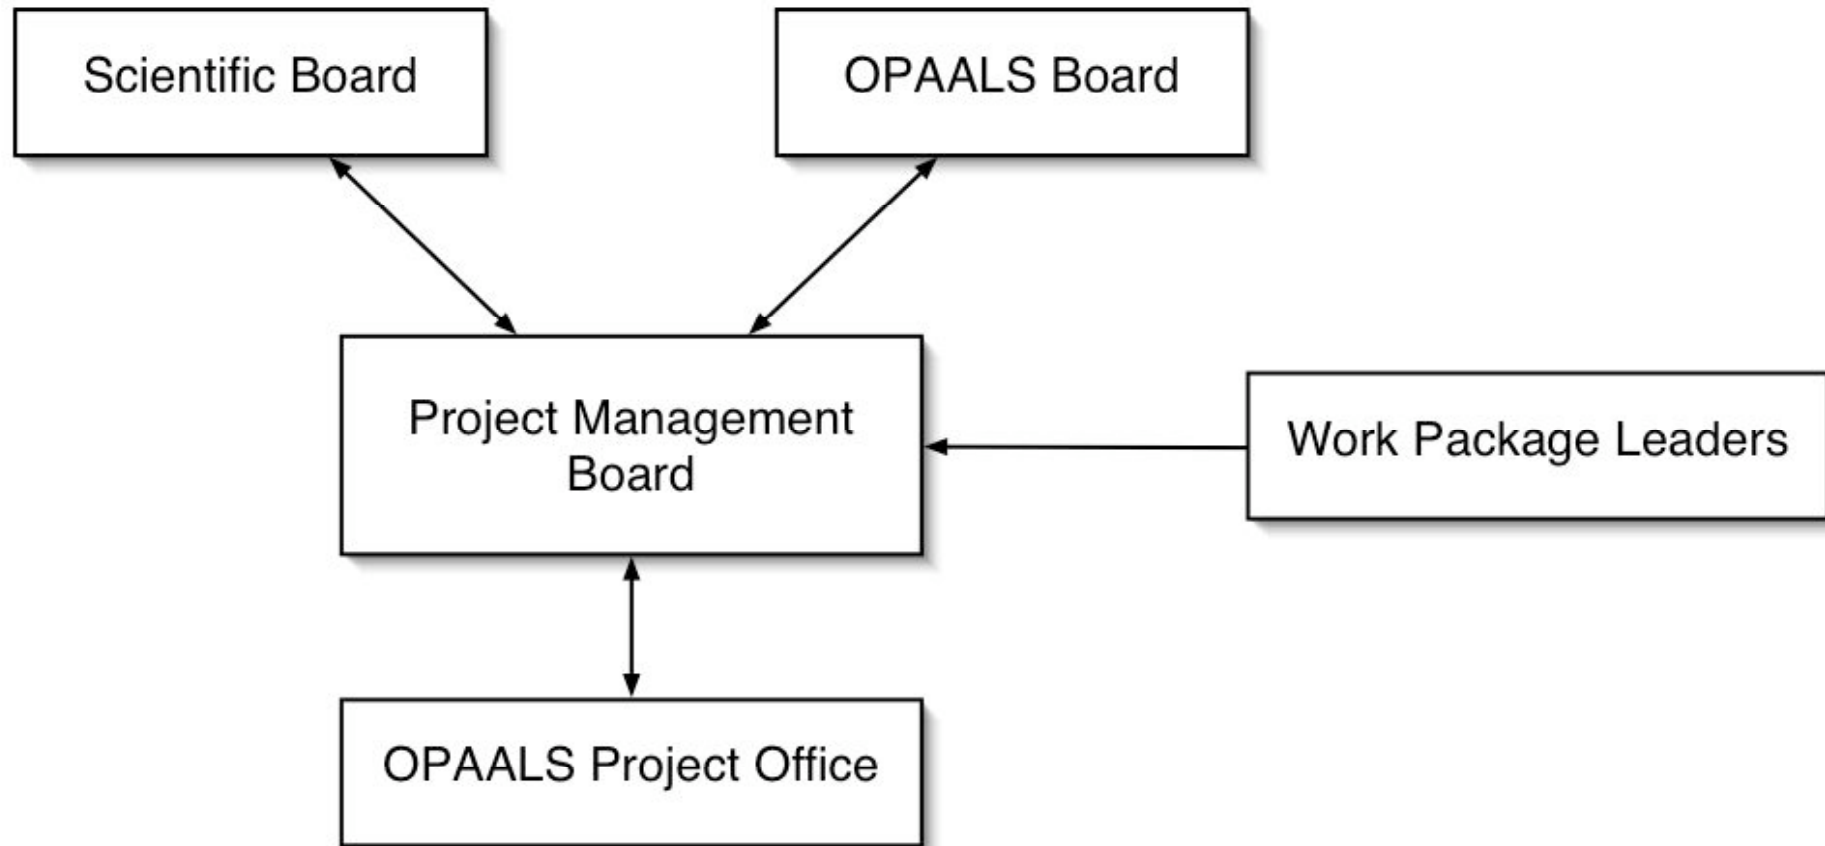 Scientific Board
OPAALS Board
Project Management
Board
Work Package Leaders
OPAALS Project Office